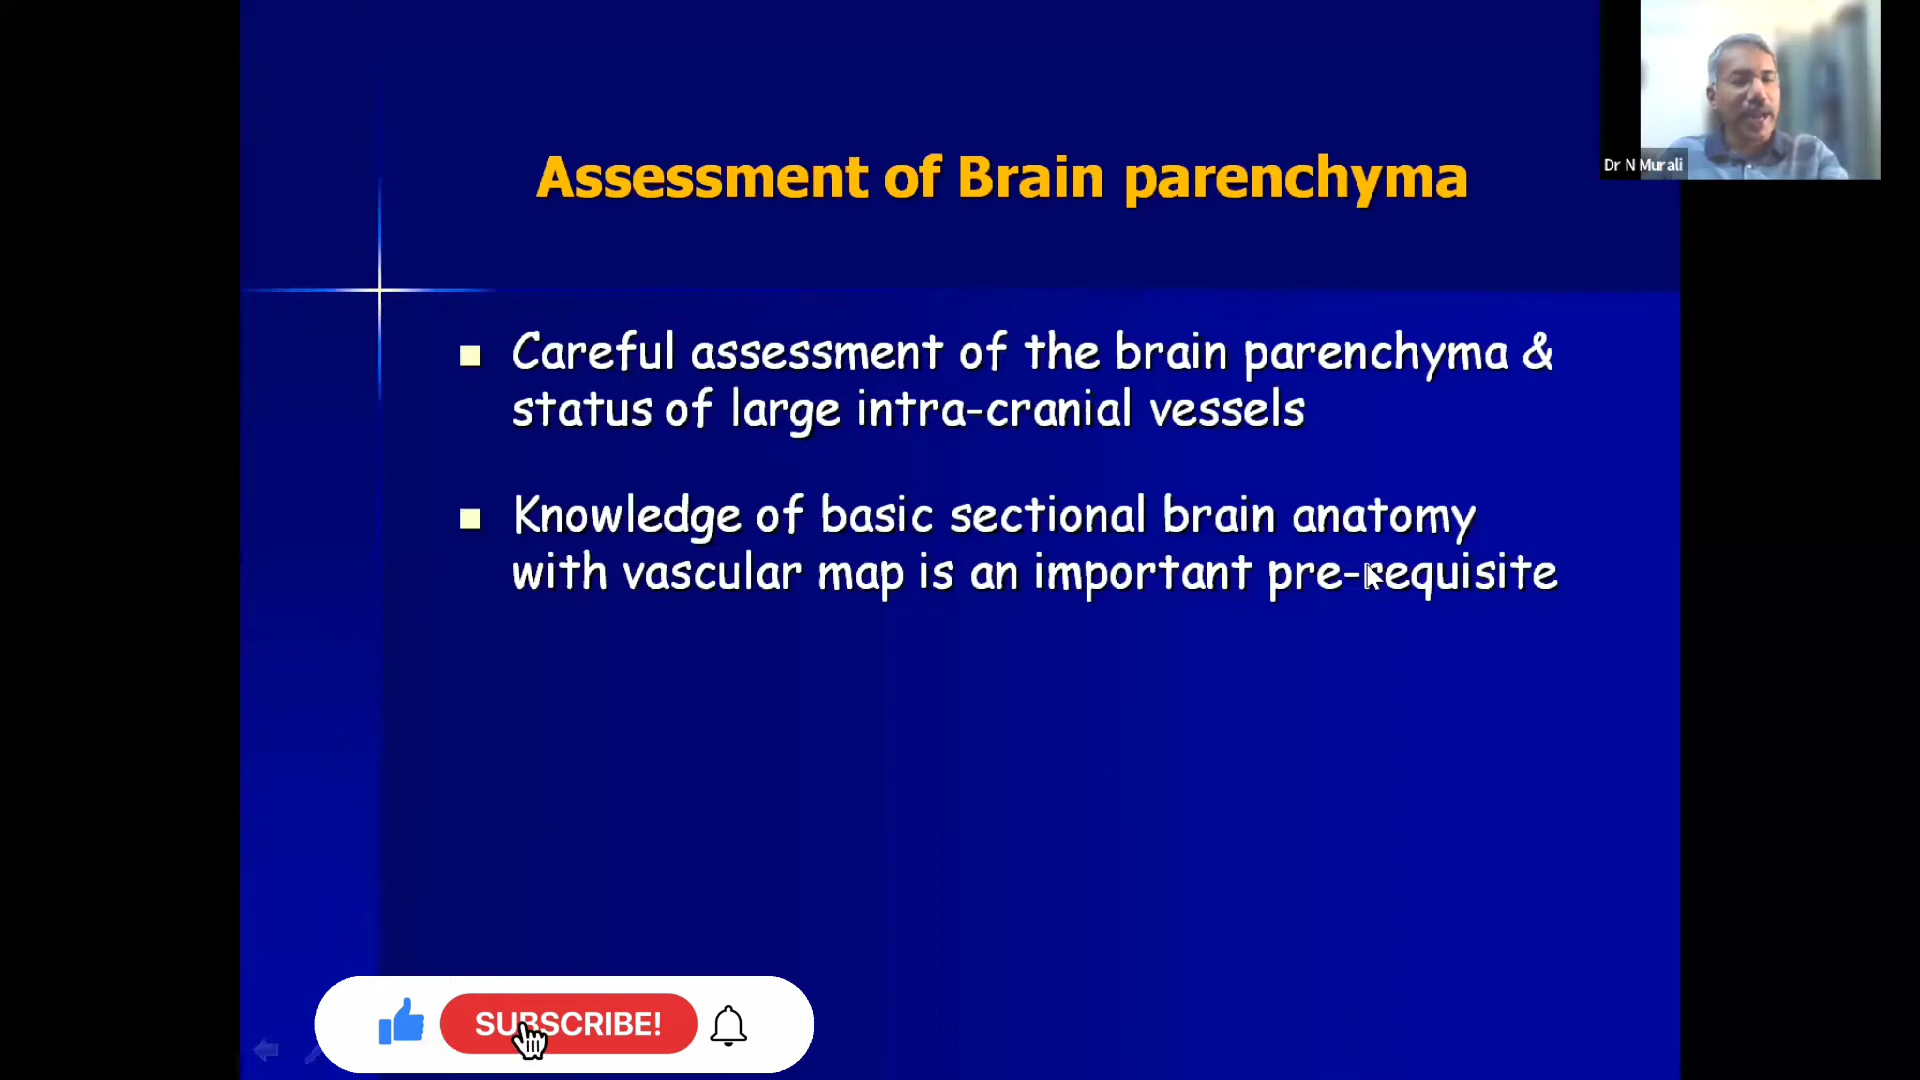 Assessment of Brain parenchyma
Dr N Murali
Careful assessment of the brain parenchyma &
status of large intra-cranial vessels
Knowledge of basic sectional brain anatomy
with vascular map is an important pre-requisite
SUBSCRIBE!